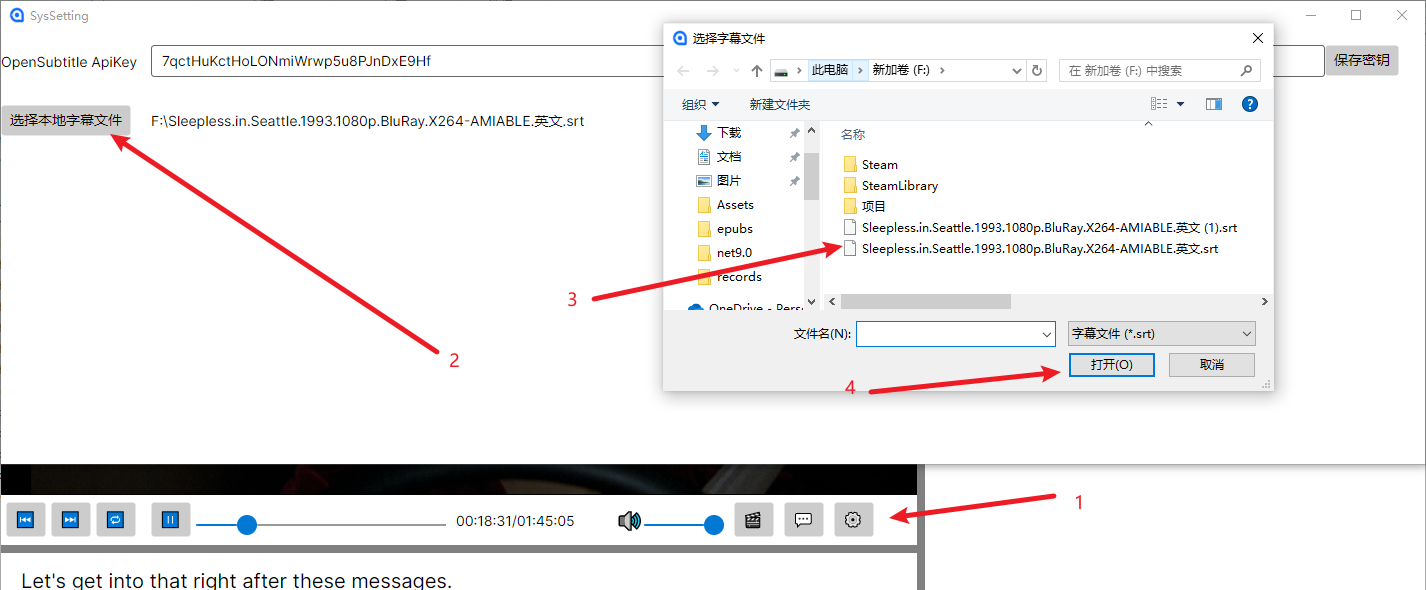 SysSetting
OpenSubtitle ApiKey
7qctHuKctHoLONmiWrwp5u8PJnDxE9Hf
保存密钥
选择本地字幕文件
F:\Sleepless.in.Seattle.1993.1080p.BluRay.X264-AMIABLE.英文.srt
选择字幕文件
此电脑
新加卷 (F:)
在 新加卷 (F:) 中搜索
组织
新建文件夹
下载
文档
图片
Assets
epubs
net9.0
records
OneDrive - Pers
名称
Steam
SteamLibrary
项目
Sleepless.in.Seattle.1993.1080p.BluRay.X264-AMIABLE.英文 (1).srt
Sleepless.in.Seattle.1993.1080p.BluRay.X264-AMIABLE.英文.srt
文件名(N):
字幕文件 (*.srt)
打开(O)
取消
2
3
4
1
00:18:31/01:45:05
Let's get into that right after these messages.